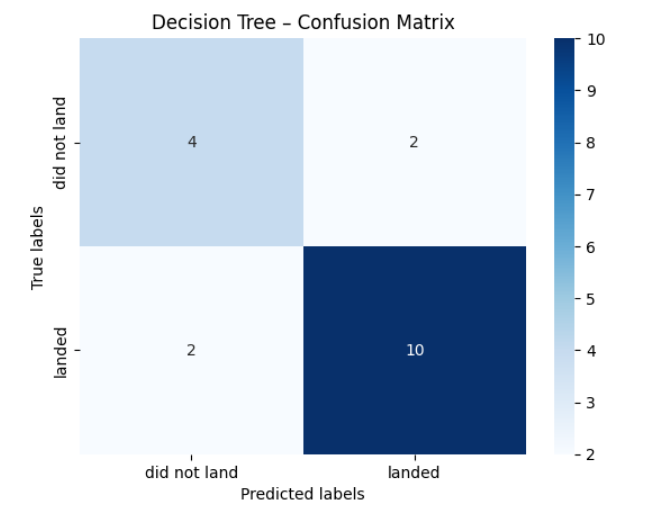 Decision Tree – Confusion Matrix
did not land
landed
True labels
4
2
2
10
did not land
landed
Predicted labels
10
9
8
7
6
5
4
3
2